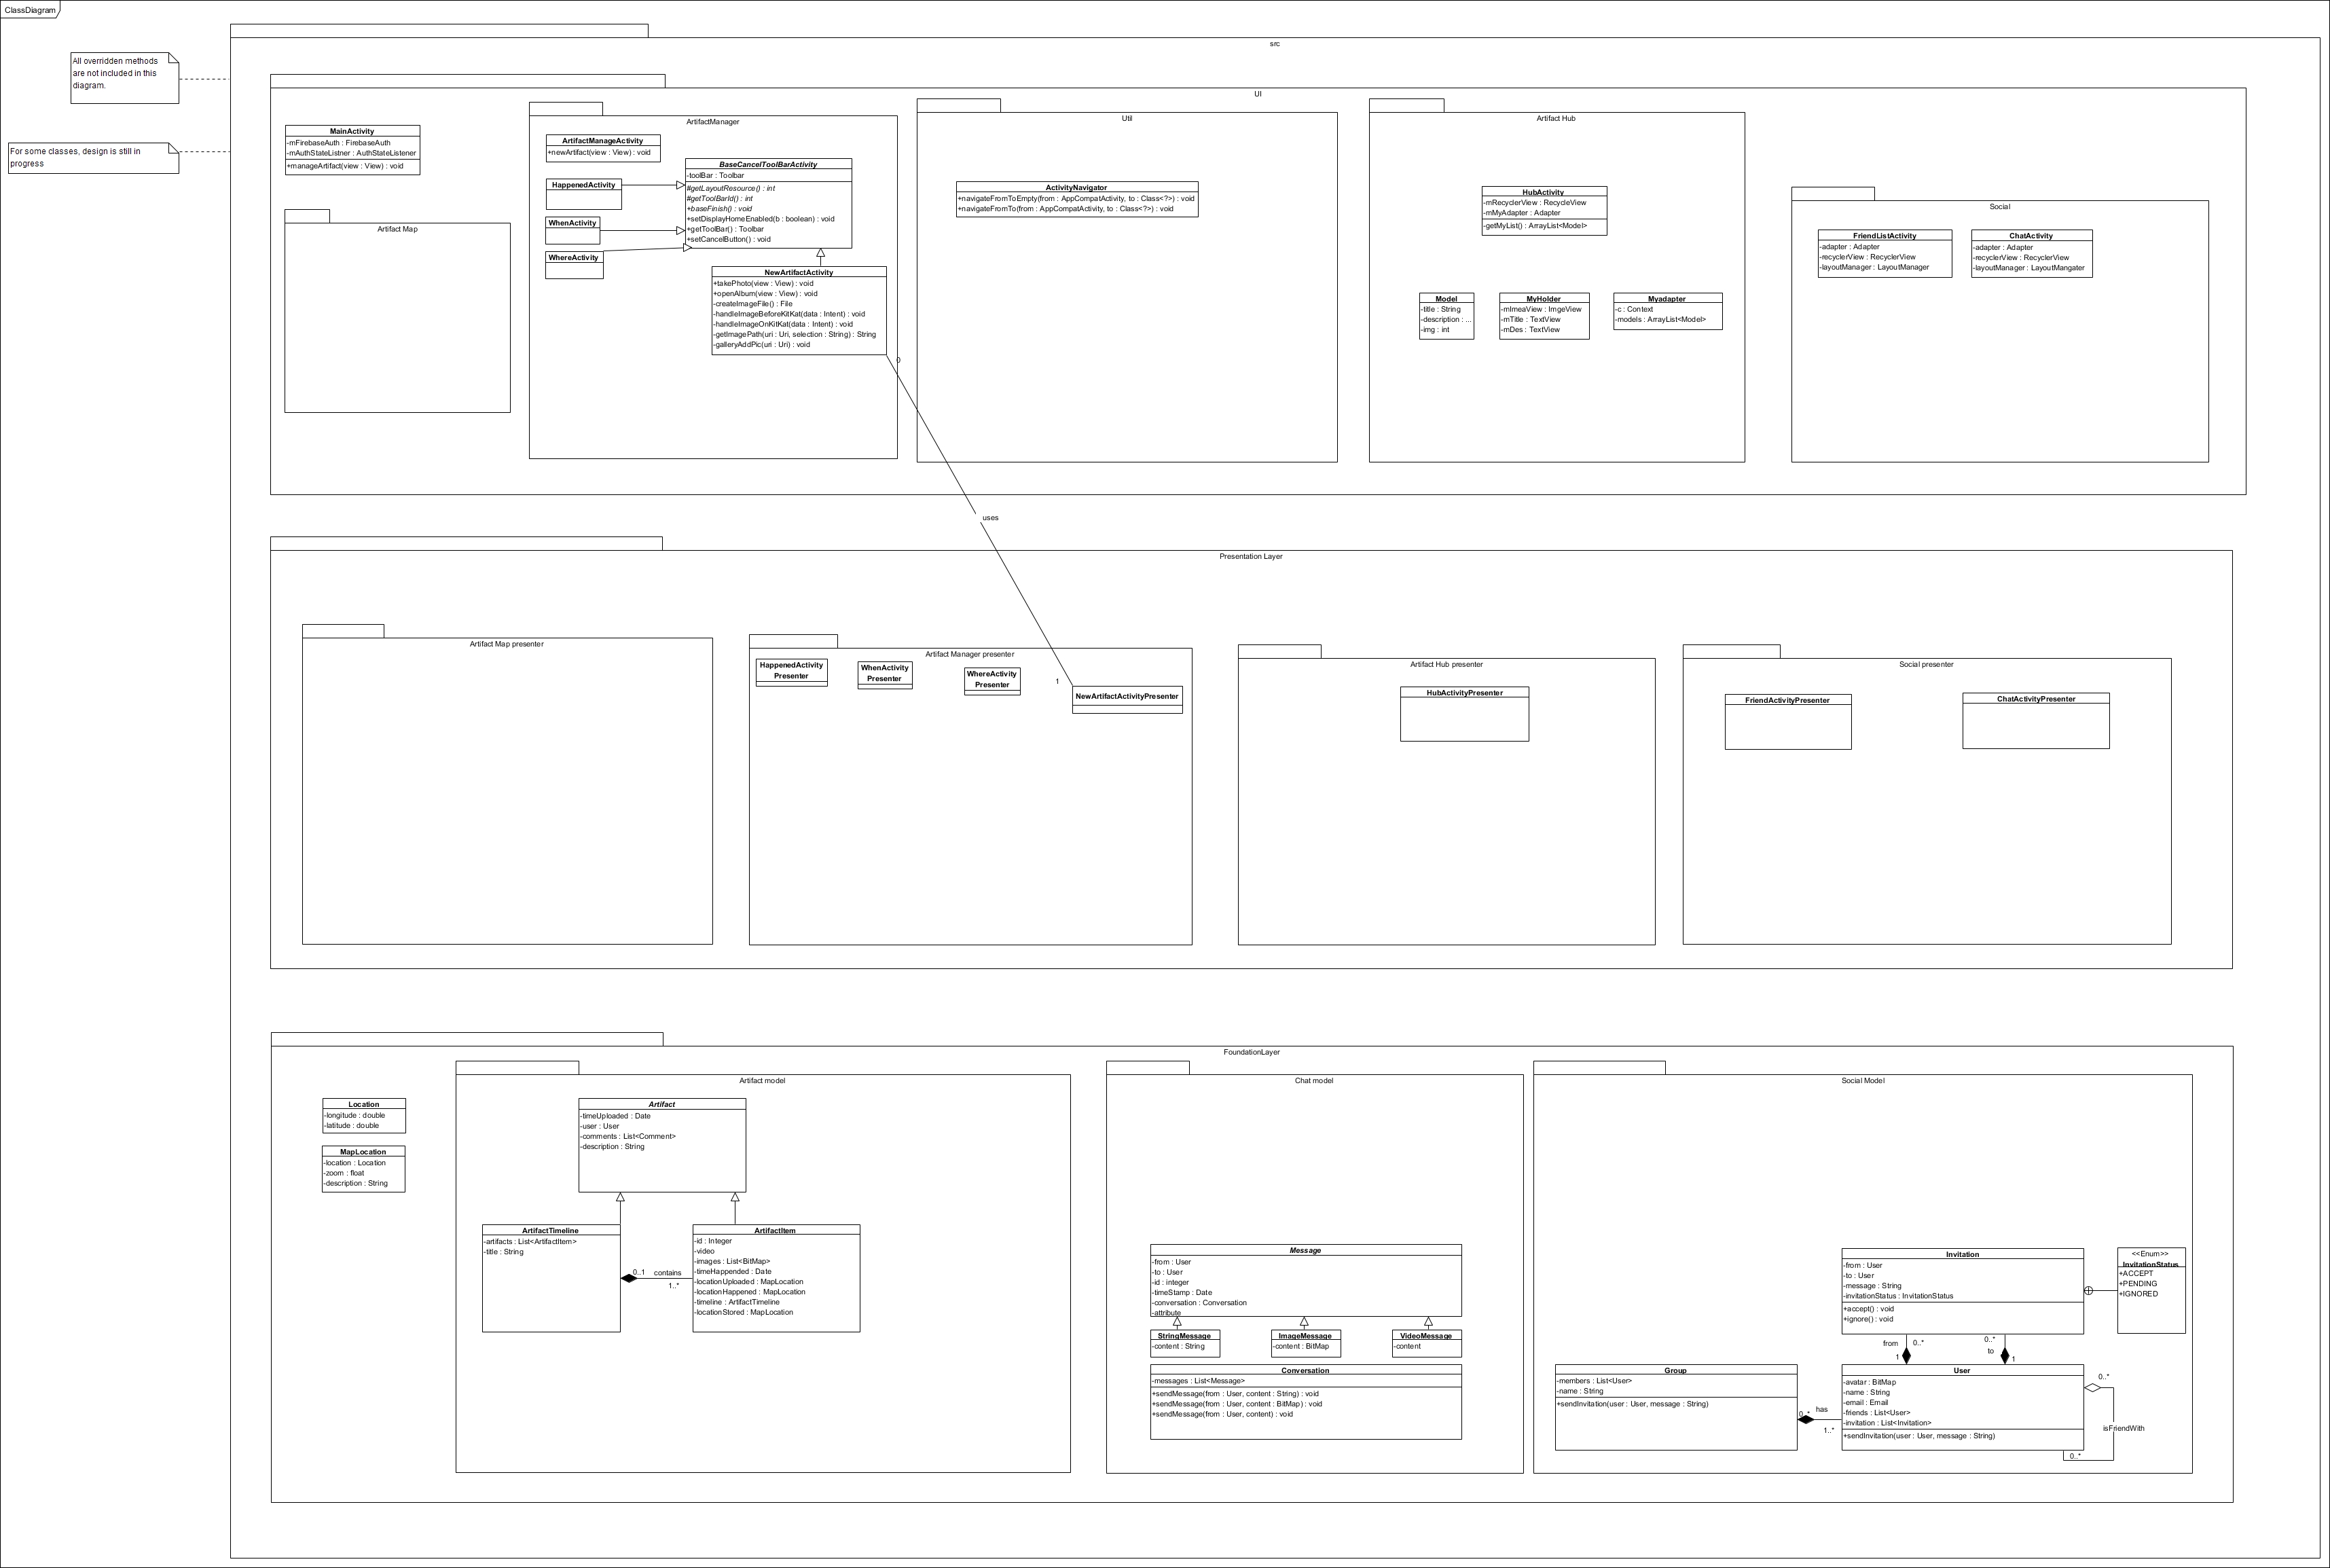 ClassDiagram
src
All overridden methods
are not included in this
diagram.
For some classes, design is still in
progress
UI
MainActivity
-mFirebaseAuth : FirebaseAuth
-mAuthStateListner : AuthStateListener
+manageArtifact(view : View) : void
Artifact Map
ArtifactManager
ArtifactManageActivity
+newArtifact(view : View) : void
HappenedActivity
WhenActivity
WhereActivity
BaseCancelToolBarActivity
-toolBar : Toolbar
#getLayoutResource() : int
#getToolBarId() : int
+baseFinish() : void
+setDisplayHomeEnabled(b : boolean) : void
+getToolBar() : Toolbar
+setCancelButton() : void
NewArtifactActivity
+takePhoto(view : View) : void
+openAlbum(view : View) : void
-createImageFile() : File
-handleImageBeforeKitKat(data : Intent) : void
-handleImageOnKitKat(data : Intent) : void
-getImagePath(uri : Uri, selection : String) : String
-galleryAddPic(uri : Uri) : void
0
Util
ActivityNavigator
+navigateFromToEmpty(from : AppCompatActivity, to : Class<?>) : void
+navigateFromTo(from : AppCompatActivity, to : Class<?>) : void
Artifact Hub
HubActivity
-mRecyclerView : RecycleView
-mMyAdapter : Adapter
-getMyList() : ArrayList<Model>
Model
-title : String
-description : ...
-img : int
MyHolder
-mImeaView : ImgeView
-mTitle : TextView
-mDes : TextView
Myadapter
-c : Context
-models : ArrayList<Model>
Social
FriendListActivity
-adapter : Adapter
-recyclerView : RecyclerView
-layoutManager : LayoutManager
ChatActivity
-adapter : Adapter
-recyclerView : RecyclerView
-layoutManager : LayoutMangater
uses
Presentation Layer
Artifact Map presenter
Artifact Manager presenter
HappenedActivity
Presenter
WhenActivity
Presenter
WhereActivity
Presenter
1
NewArtifactActivityPresenter
Artifact Hub presenter
HubActivityPresenter
Social presenter
FriendActivityPresenter
ChatActivityPresenter
FoundationLayer
Location
-longitude : double
-latitude : double
MapLocation
-location : Location
-zoom : float
-description : String
Artifact model
Artifact
-timeUploaded : Date
-user : User
-comments : List<Comment>
-description : String
ArtifactTimeline
-artifacts : List<ArtifactItem>
-title : String
0..1
contains
1..*
ArtifactItem
-id : Integer
-video
-images : List<BitMap>
-timeHappended : Date
-locationUploaded : MapLocation
-locationHappened : MapLocation
-timeline : ArtifactTimeline
-locationStored : MapLocation
Chat model
Message
-from : User
-to : User
-id : integer
-timeStamp : Date
-conversation : Conversation
-attribute
StringMessage
-content : String
ImageMessage
-content : BitMap
VideoMessage
-content
Conversation
-messages : List<Message>
+sendMessage(from : User, content : String) : void
+sendMessage(from : User, content : BitMap) : void
+sendMessage(from : User, content) : void
Social Model
Invitation
-from : User
-to : User
-message : String
-invitationStatus : InvitationStatus
+accept() : void
+ignore() : void
<<Enum>>
InvitationStatus
+ACCEPT
+PENDING
+IGNORED
from
0..*
1
0..*
to
1
Group
-members : List<User>
-name : String
+sendInvitation(user : User, message : String)
0..*
has
1..*
User
-avatar : BitMap
-name : String
-email : Email
-friends : List<User>
-invitation : List<Invitation>
+sendInvitation(user : User, message : String)
0..*
isFriendWith
0..*